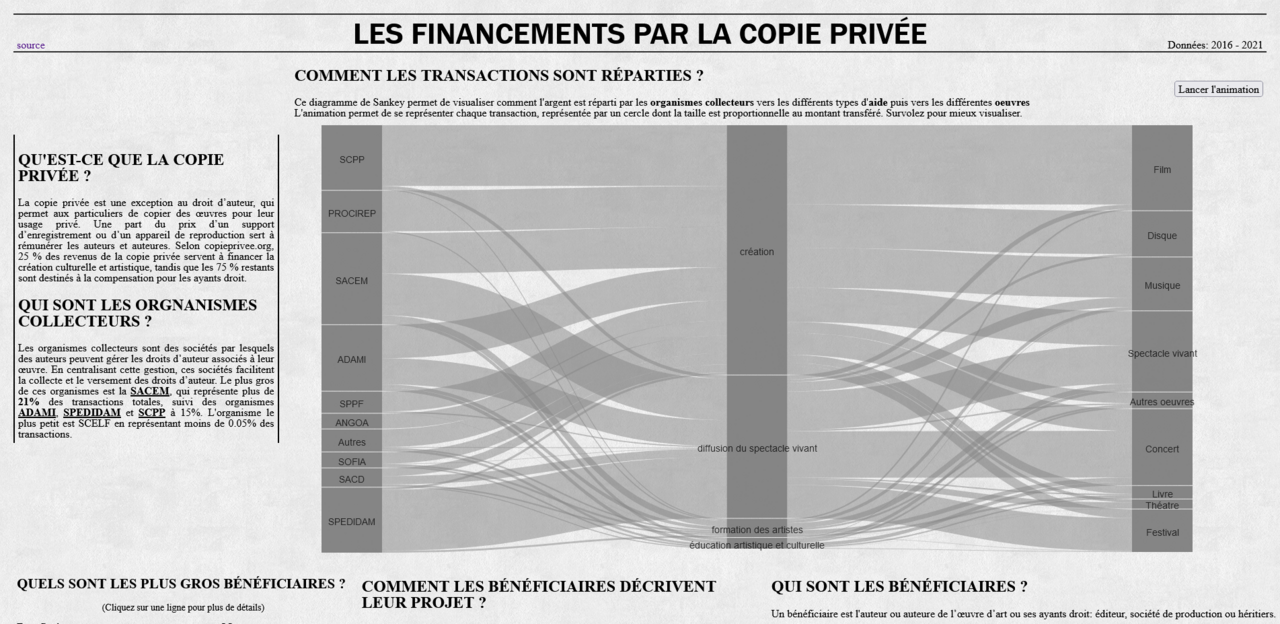 LES FINANCEMENTS PAR LA COPIE PRIVÉE
source
Données: 2016 - 2021
COMMENT LES TRANSACTIONS SONT RÉPARTIES ?
Lancer l'animation
Ce diagramme de Sankey permet de visualiser comment l'argent est réparti par les organismes collecteurs vers les différents types d'aide puis vers les différentes oeuvres
L'animation permet de se représenter chaque transaction, représentée par un cercle dont la taille est proportionnelle au montant transféré. Survolez pour mieux visualiser.
QU'EST-CE QUE LA COPIE
PRIVÉE ?
La copie privée est une exception au droit d'auteur, qui
permet aux particuliers de copier des œuvres pour leur
usage privé. Une part du prix d'un support
d'enregistrement ou d'un appareil de reproduction sert à
rémunérer les auteurs et auteures. Selon copieprivee.org,
25 % des revenus de la copie privée servent à financer la
création culturelle et artistique, tandis que les 75 % restants
sont destinés à la compensation pour les ayants droit.
QUI SONT LES ORGNANISMES
COLLECTEURS ?
Les organismes collecteurs sont des sociétés par lesquels
des auteurs peuvent gérer les droits d'auteur associés à leur
œuvre. En centralisant cette gestion, ces sociétés facilitent
la collecte et le versement des droits d'auteur. Le plus gros
de ces organismes est la SACEM, qui représente plus de
21% des transactions totales, suivi des organismes
ADAMI, SPEDIDAM et SCPP à 15%. L'organisme le
plus petit est SCELF en représentant moins de 0.05% des
transactions.
SCPP
PROCIREP
SACEM
ADAMI
SPPF
ANGOA
Autres
SOFIA
SACD
SPEDIDAM
création
diffusion du spectacle vivant
formation des artistes
éducation artistique et culturelle
Film
Disque
Musique
Spectacle vivant
Autres oeuvres
Concert
Livre
Théatre
Festival
QUELS SONT LES PLUS GROS BÉNÉFICIAIRES ?
(Cliquez sur une ligne pour plus de détails)
COMMENT LES BÉNÉFICIAIRES DÉCRIVENT
LEUR PROJET ?
QUI SONT LES BÉNÉFICIAIRES ?
Un bénéficiaire est l'auteur ou auteure de l'œuvre d'art ou ses ayants droit: éditeur, société de production ou héritiers.